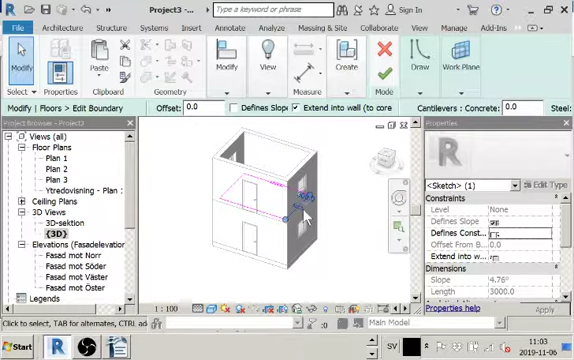 Project3 -
Sign In
File Architecture Structure Systems Insert Annotate Analyze Massing & Site Collaborate View Manage Add-Ins
Modify Properties Paste Modify View Measure Create Mode Draw Work Plane
Select Properties Clipboard Geometry
Modify | Floors > Edit Boundary Offset: 0.0 Defines Slope Extend into wall (to core Cantilevers: Concrete: 0.0 Steel:
Project Browser - Project3
Views (all)
Floor Plans
Plan 1
Plan 2
Plan 3
Ytredovisning - Plan
Ceiling Plans
3D Views
3D-sektion
{3D}
Elevations (Fasadelevation
Fasad mot Norr
Fasad mot Söder
Fasad mot Väster
Fasad mot Öster
Legends
Properties
<Sketch> (1) Edit Type
Constraints
Level None
Defines Slope
Defines Const...
Offset From B... 0.0
Extend into w...
Dimensions
Slope 4.76°
Length 3000.0
Properties help Apply
1 : 100
Click to select, TAB for alternates, CTRL ad :0 Main Model
Start SV 11:03
2019-11-06